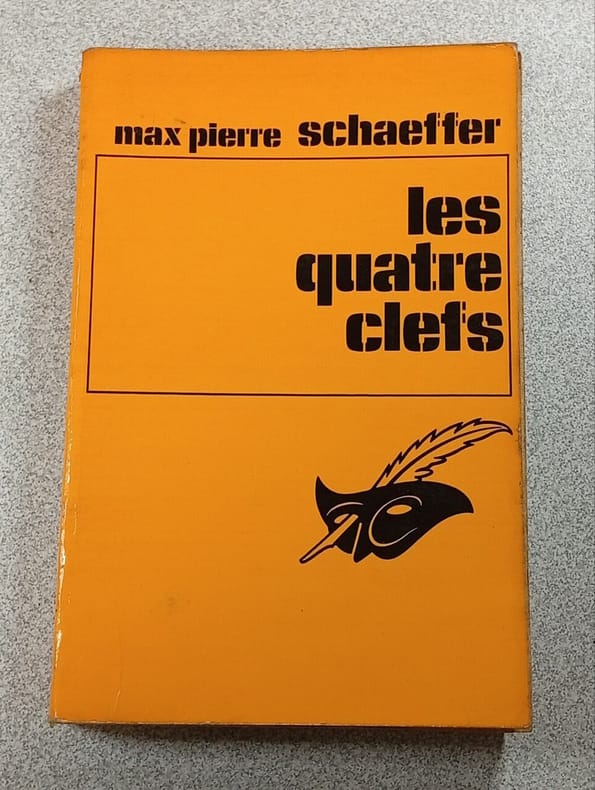 max pierre schaeffer
les
quatre
clefs